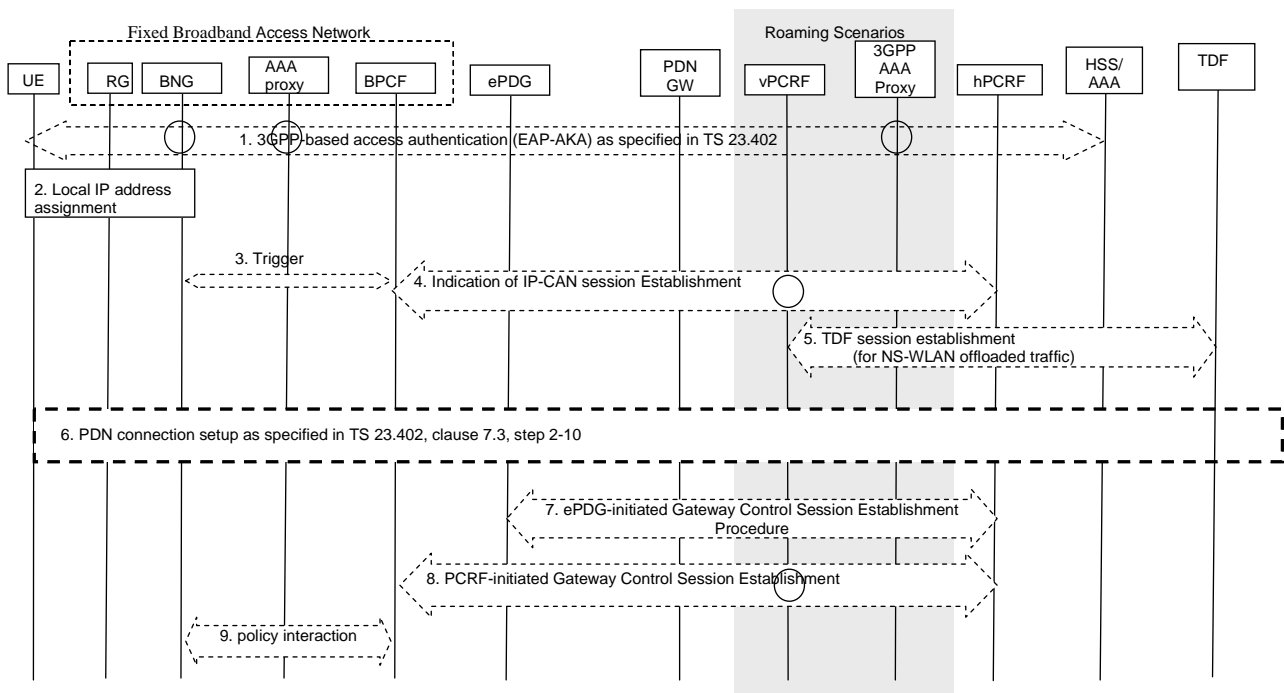 Fixed Broadband Access Network
Roaming Scenarios
UE
RG
BNG
AAA
proxy
BPCF
ePDG
PDN
GW
vPCRF
3GPP
AAA
Proxy
hPCRF
HSS/
AAA
TDF
1. 3GPP-based access authentication (EAP-AKA) as specified in TS 23.402
2. Local IP address
assignment
3. Trigger
4. Indication of IP-CAN session Establishment
5. TDF session establishment
(for NS-WLAN offloaded traffic)
6. PDN connection setup as specified in TS 23.402, clause 7.3, step 2-10
7. ePDG-initiated Gateway Control Session Establishment
Procedure
8. PCRF-initiated Gateway Control Session Establishment
9. policy interaction